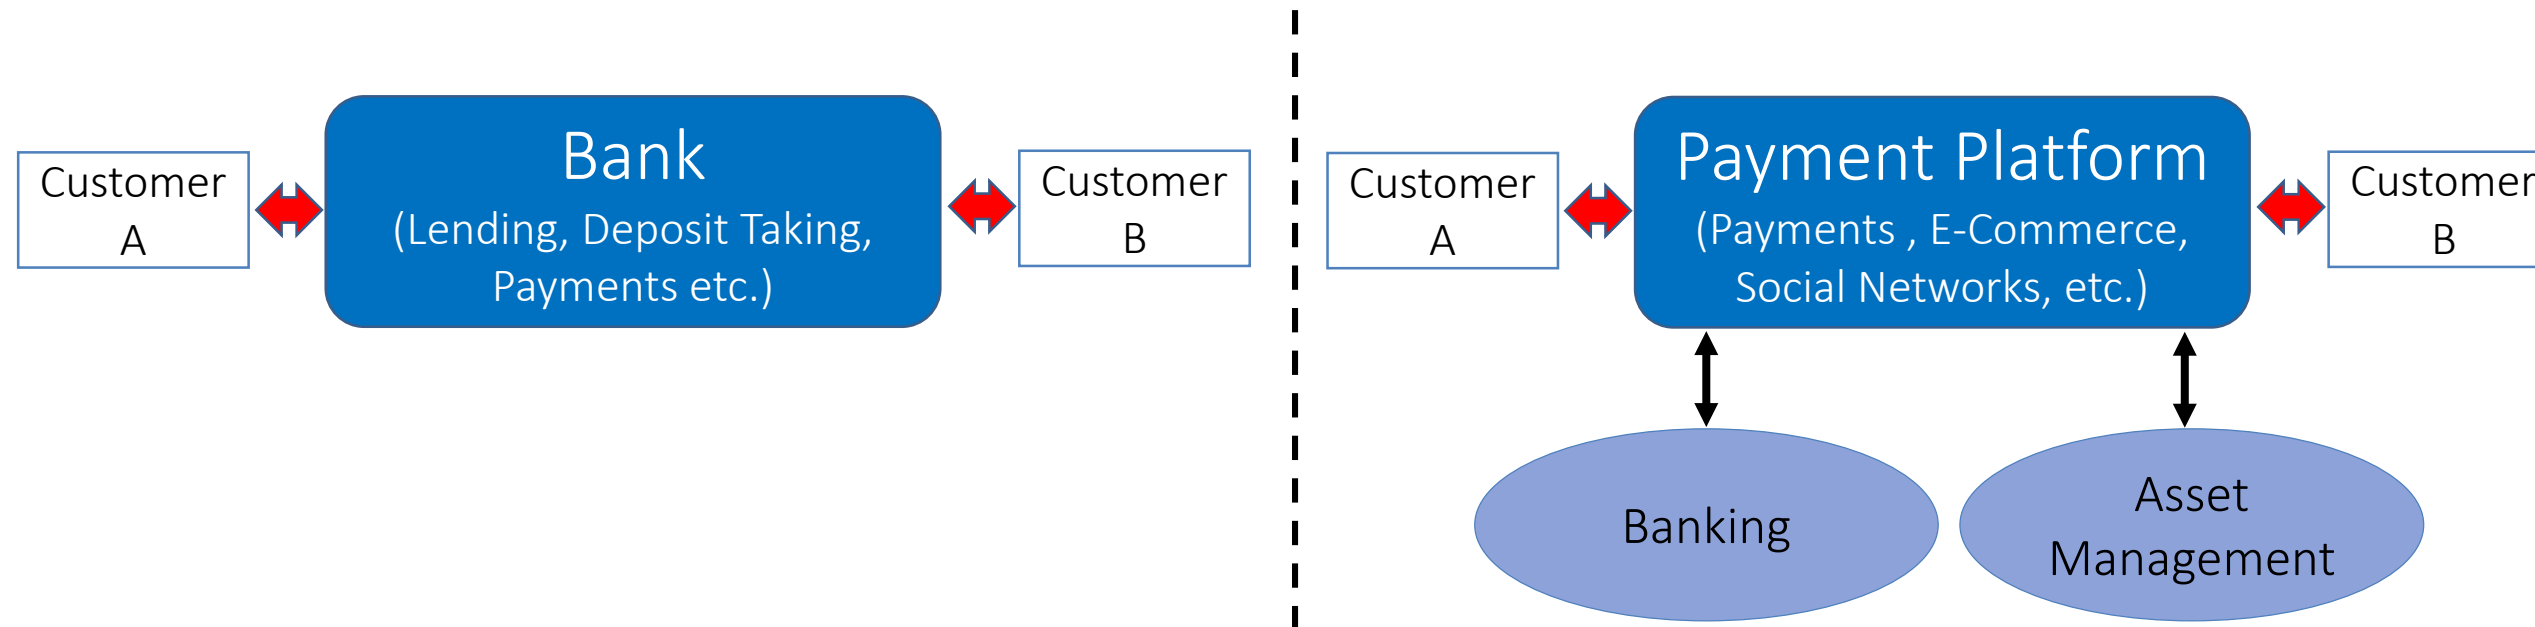 Customer
A
Bank
(Lending, Deposit Taking,
Payments etc.)
Customer
B
Customer
A
Payment Platform
(Payments , E-Commerce,
Social Networks, etc.)
Customer
B
Banking
Asset
Management